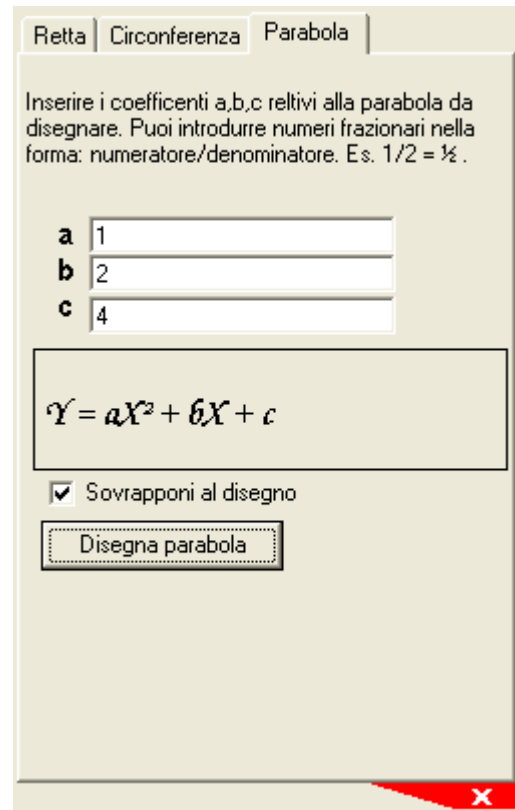 Retta Circonferenza Parabola
Inserire i coefficenti a,b,c reltivi alla parabola da
disegnare. Puoi introdurre numeri frazionari nella
forma: numeratore/denominatore. Es. 1/2 = ½ .
a 1
b 2
c 4
Y = aX² + bX + c
Sovrapponi al disegno
Disegna parabola
X